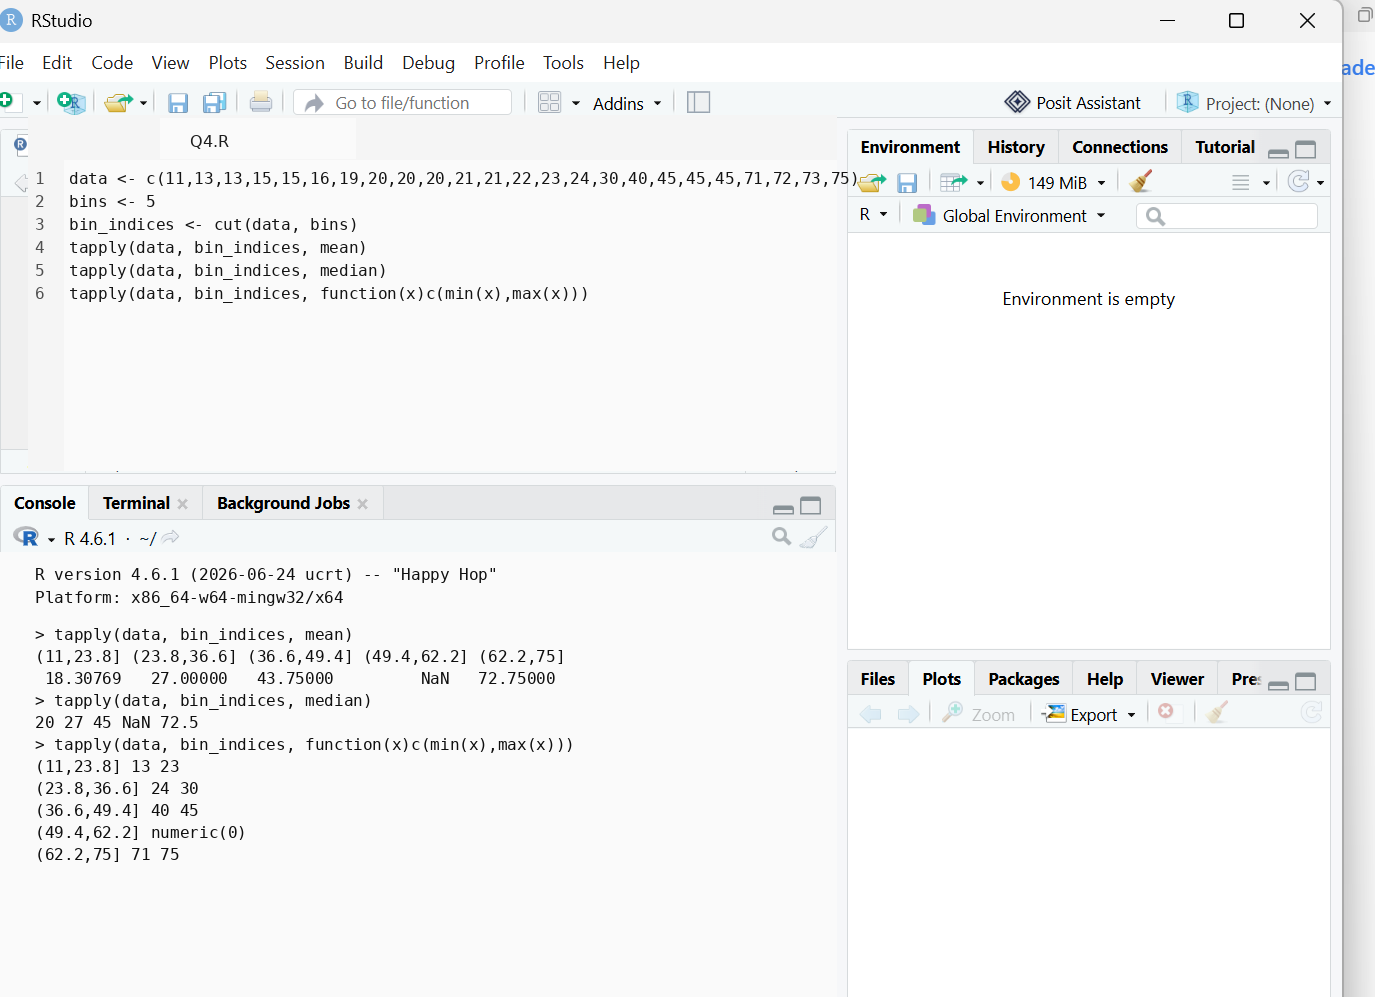 RStudio
File Edit Code View Plots Session Build Debug Profile Tools Help
Go to file/function Addins Posit Assistant Project: (None)
ade
Q4.R
1 data <- c(11,13,13,15,15,16,19,20,20,20,21,21,22,23,24,30,40,45,45,45,71,72,73,75)
2 bins <- 5
3 bin_indices <- cut(data, bins)
4 tapply(data, bin_indices, mean)
5 tapply(data, bin_indices, median)
6 tapply(data, bin_indices, function(x)c(min(x),max(x)))
Console Terminal Background Jobs
R 4.6.1 · ~/
R version 4.6.1 (2026-06-24 ucrt) -- "Happy Hop"
Platform: x86_64-w64-mingw32/x64
> tapply(data, bin_indices, mean)
(11,23.8] (23.8,36.6] (36.6,49.4] (49.4,62.2] (62.2,75]
18.30769 27.00000 43.75000 NaN 72.75000
> tapply(data, bin_indices, median)
20 27 45 NaN 72.5
> tapply(data, bin_indices, function(x)c(min(x),max(x)))
(11,23.8] 13 23
(23.8,36.6] 24 30
(36.6,49.4] 40 45
(49.4,62.2] numeric(0)
(62.2,75] 71 75
Environment History Connections Tutorial
149 MiB
R Global Environment
Environment is empty
Files Plots Packages Help Viewer Pres
Zoom Export